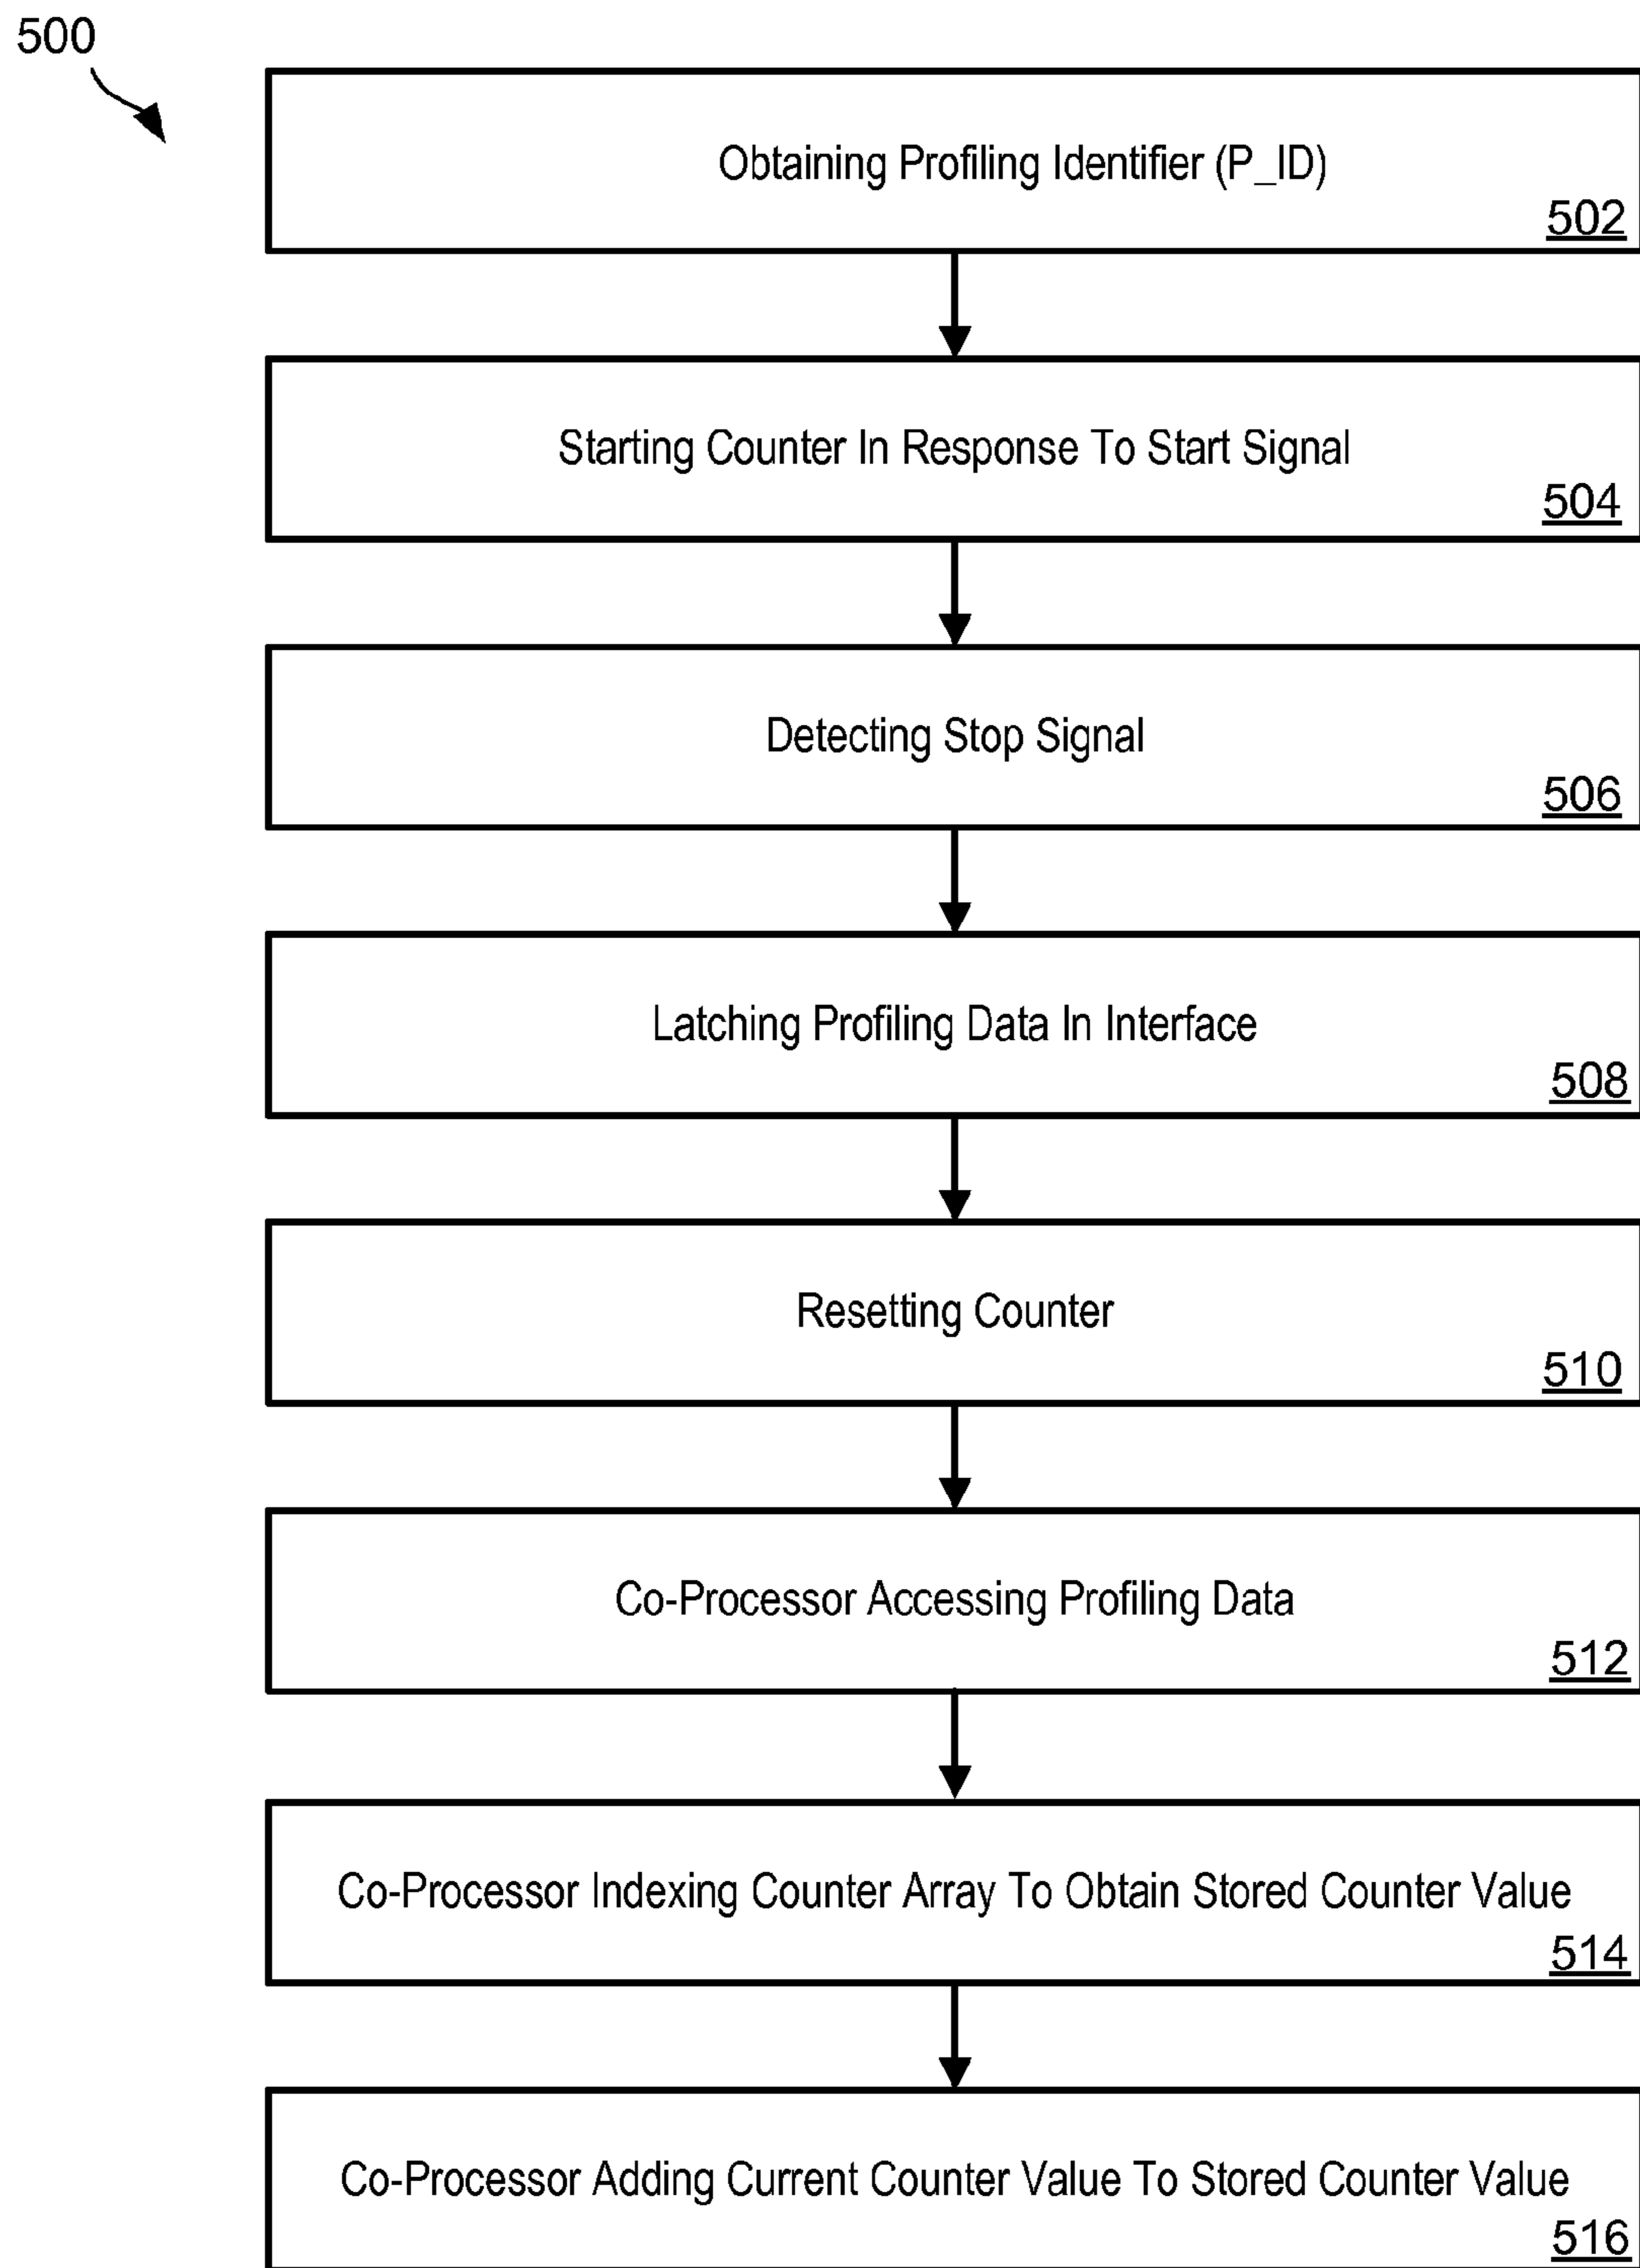 500
Obtaining Profiling Identifier (P_ID)
502
Starting Counter In Response To Start Signal
504
Detecting Stop Signal
506
Latching Profiling Data In Interface
508
Resetting Counter
510
Co-Processor Accessing Profiling Data
512
Co-Processor Indexing Counter Array To Obtain Stored Counter Value
514
Co-Processor Adding Current Counter Value To Stored Counter Value
516